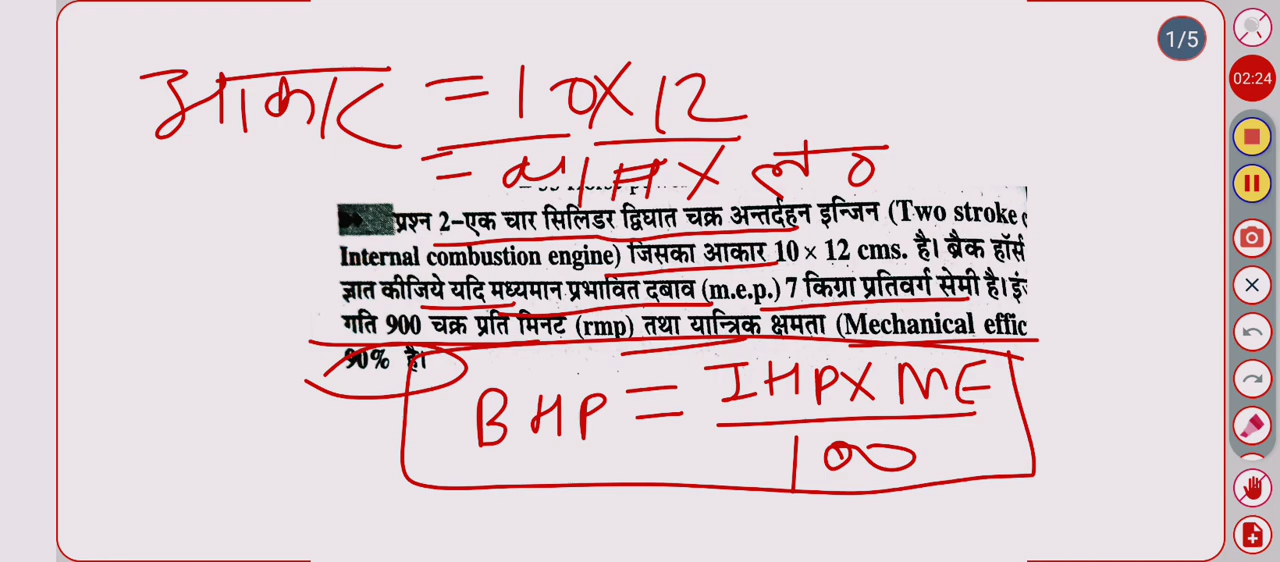 1/5
02:24
आकार = 10 X 12
= व्यास X ल०
प्रश्न 2–एक चार सिलिंडर द्विघात चक्र अन्तर्दहन इन्जिन (Two stroke c
Internal combustion engine) जिसका आकार 10 × 12 cms. है। ब्रैक हॉर्स
ज्ञात कीजिये यदि मध्यमान प्रभावित दबाव (m.e.p.) 7 किग्रा प्रतिवर्ग सेमी है। इं
गति 900 चक्र प्रति मिनट (rmp) तथा यान्त्रिक क्षमता (Mechanical effic
90% है।
BHP = IHP X ME
100